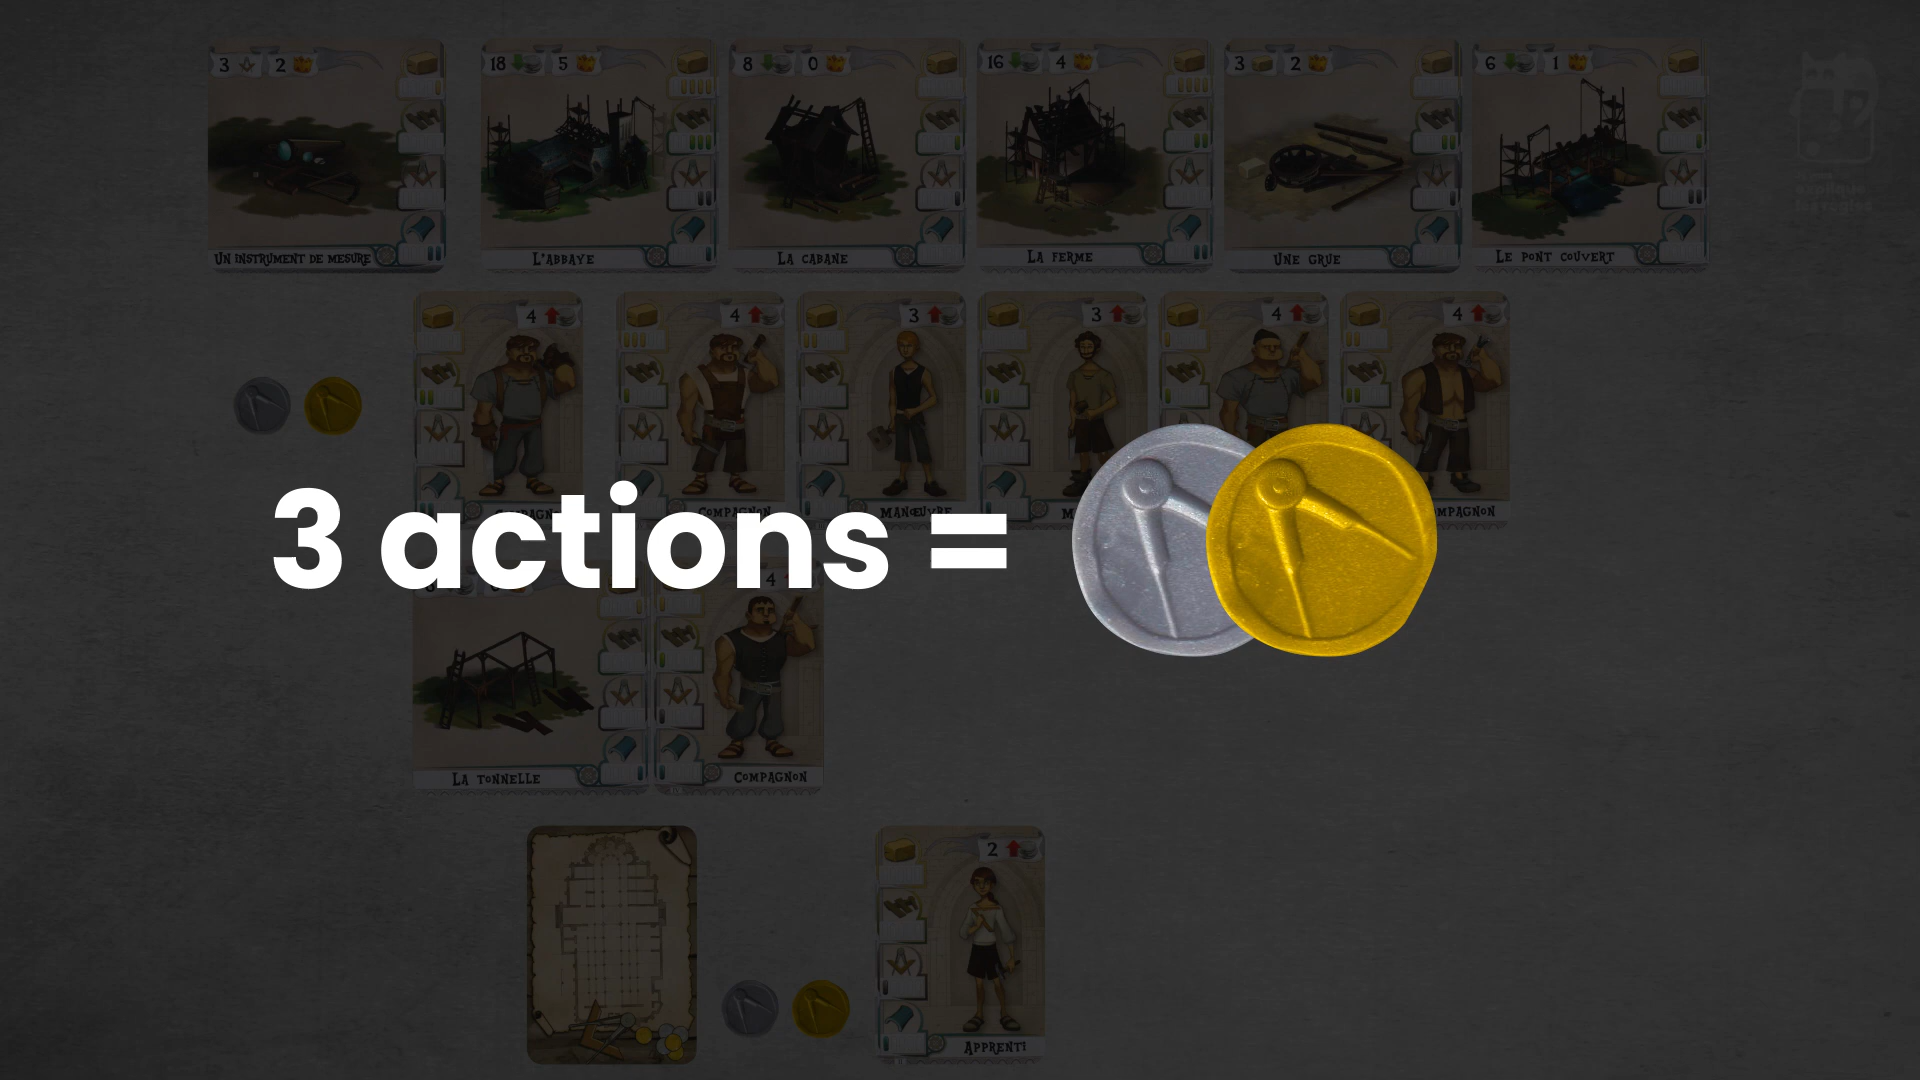 3 2
18 5
8 0
16 4
3 2
6 1
UN INSTRUMENT DE MESURE
L'ABBAYE
LA CABANE
LA FERME
UNE GRUE
LE PONT COUVERT
4
4
3
3
4
4
MANŒUVRE
COMPAGNON
3 actions =
4
LA TONNELLE
COMPAGNON
2
APPRENTI